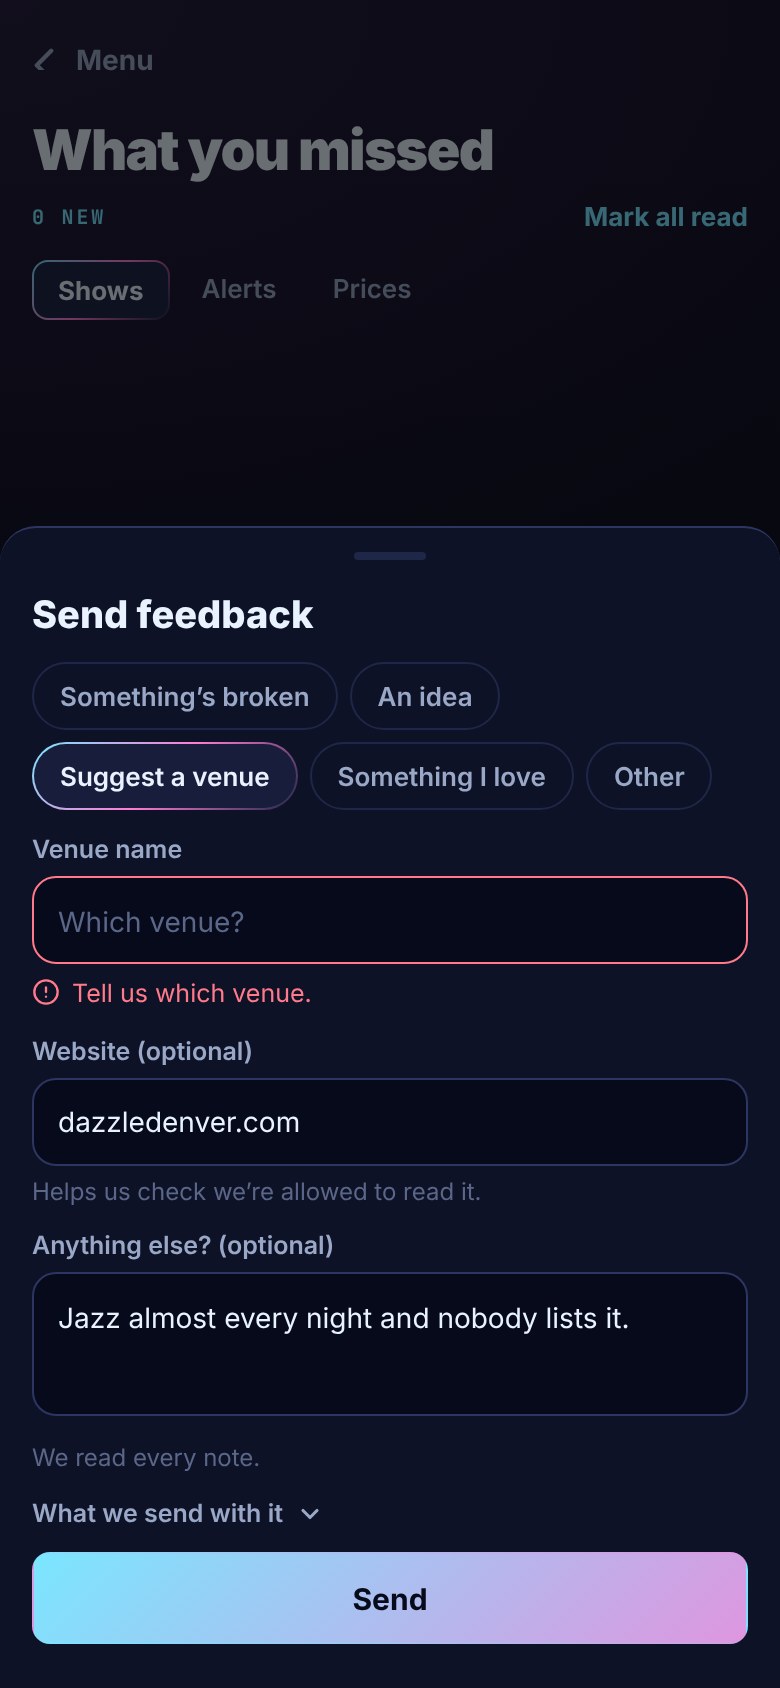 Menu
What you missed
0 NEW
Mark all read
Shows
Alerts
Prices
Send feedback
Something’s broken
An idea
Suggest a venue
Something I love
Other
Venue name
Which venue?
Tell us which venue.
Website (optional)
dazzledenver.com
Helps us check we’re allowed to read it.
Anything else? (optional)
Jazz almost every night and nobody lists it.
We read every note.
What we send with it
Send